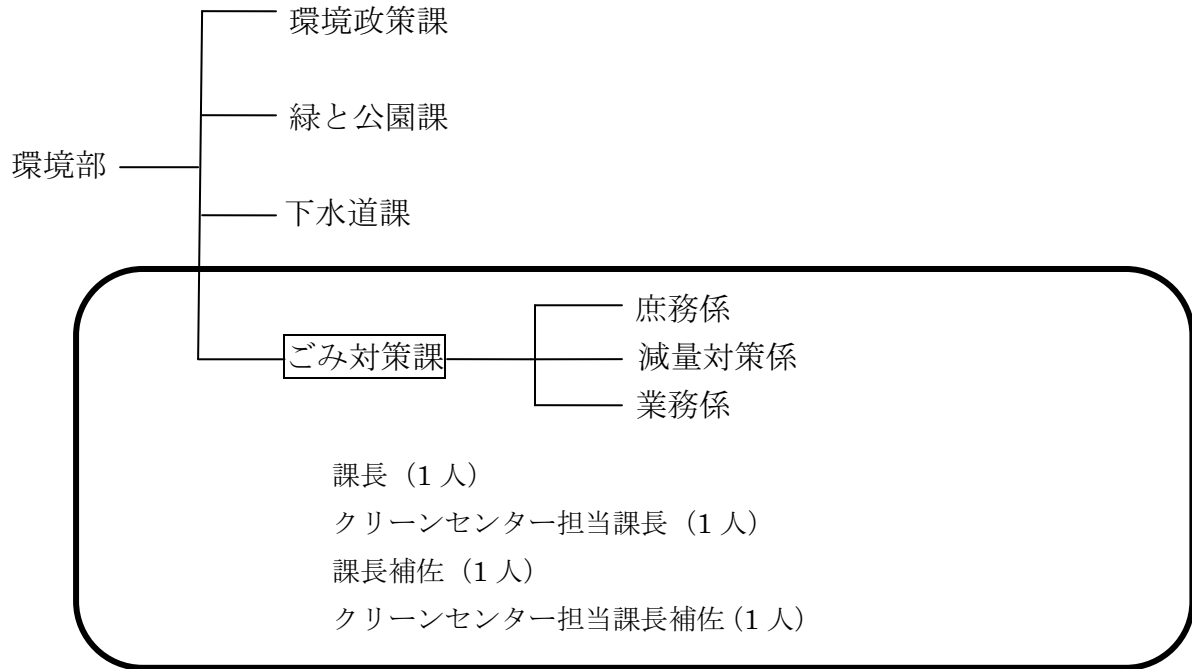 環境政策課
緑と公園課
環境部
下水道課
庶務係
ごみ対策課
減量対策係
業務係
課長（1 人）
クリーンセンター担当課長（1 人）
課長補佐（1 人）
クリーンセンター担当課長補佐（1 人）